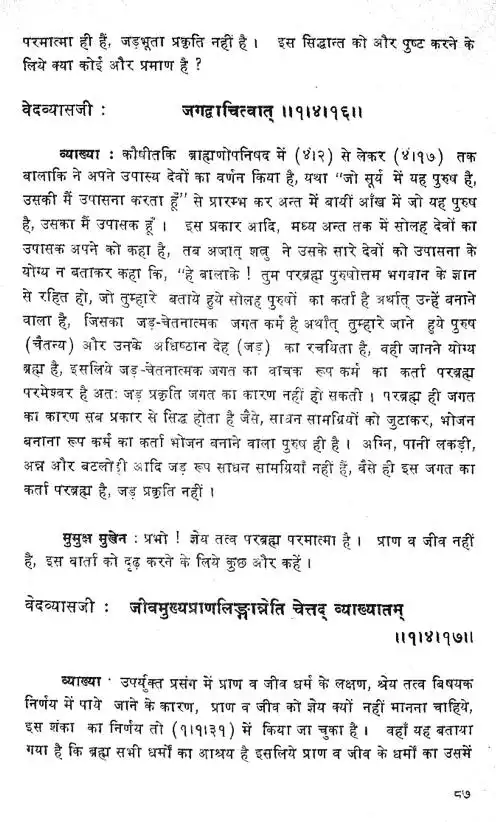 परमात्मा ही हैं, जड़भूता प्रकृति नहीं है। इस सिद्धान्त को और पुष्ट करने के
लिये क्या कोई और प्रमाण है ?
वेदव्यासजी : जगद्वाचित्वात् ॥१।४।१६॥
व्याख्या : कौषीतकि ब्राह्मणोपनिषद में (४।२) से लेकर (४।१७) तक
बालाकि ने अपने उपास्य देवों का वर्णन किया है, यथा “जो सूर्य में यह पुरुष है,
उसकी मैं उपासना करता हूँ” से प्रारम्भ कर अन्त में बायीं आँख में जो यह पुरुष
है, उसका मैं उपासक हूँ । इस प्रकार आदि, मध्य अन्त तक में सोलह देवों का
उपासक अपने को कहा है, तब अजात् शत्रु ने उसके सारे देवों को उपासना के
योग्य न बताकर कहा कि, “हे बालाके ! तुम परब्रह्म पुरुषोत्तम भगवान के ज्ञान
से रहित हो, जो तुम्हारे बताये हुये सोलह पुरुषों का कर्ता है अर्थात् उन्हें बनाने
वाला है, जिसका जड़-चेतनात्मक जगत कर्म है अर्थात् तुम्हारे जाने हुये पुरुष
(चैतन्य) और उनके अधिष्ठान देह (जड़) का रचयिता है, वही जानने योग्य
ब्रह्म है, इसलिये जड़-चेतनात्मक जगत का वाचक रूप कर्म का कर्ता परब्रह्म
परमेश्वर है अतः जड़ प्रकृति जगत का कारण नहीं हो सकती । परब्रह्म ही जगत
का कारण सब प्रकार से सिद्ध होता है जैसे, साधन सामग्रियों को जुटाकर, भोजन
बनाना रूप कर्म का कर्ता भोजन बनाने वाला पुरुष ही है । अग्नि, पानी लकड़ी,
अन्न और बटलोड़ी आदि जड़ रूप साधन सामग्रियाँ नहीं हैं, वैसे ही इस जगत का
कर्ता परब्रह्म है, जड़ प्रकृति नहीं ।
मुमुक्ष मुखेन : प्रभो ! ज्ञेय तत्व परब्रह्म परमात्मा है । प्राण व जीव नहीं
है, इस वार्ता को दृढ़ करने के लिये कुछ और कहें ।
वेदव्यासजी : जीवमुख्यप्राणलिङ्गान्नेति चेत्तद् व्याख्यातम्
॥१।४।१७॥
व्याख्या : उपर्युक्त प्रसंग में प्राण व जीव धर्म के लक्षण, श्रेय तत्व बिषयक
निर्णय में पाये जाने के कारण, प्राण व जीव को ज्ञेय क्यों नहीं मानना चाहिये,
इस शंका का निर्णय तो (१।१।३१) में किया जा चुका है । वहाँ यह बताया
गया है कि ब्रह्म सभी धर्मों का आश्रय है इसलिये प्राण व जीव के धर्मों का उसमें
८७